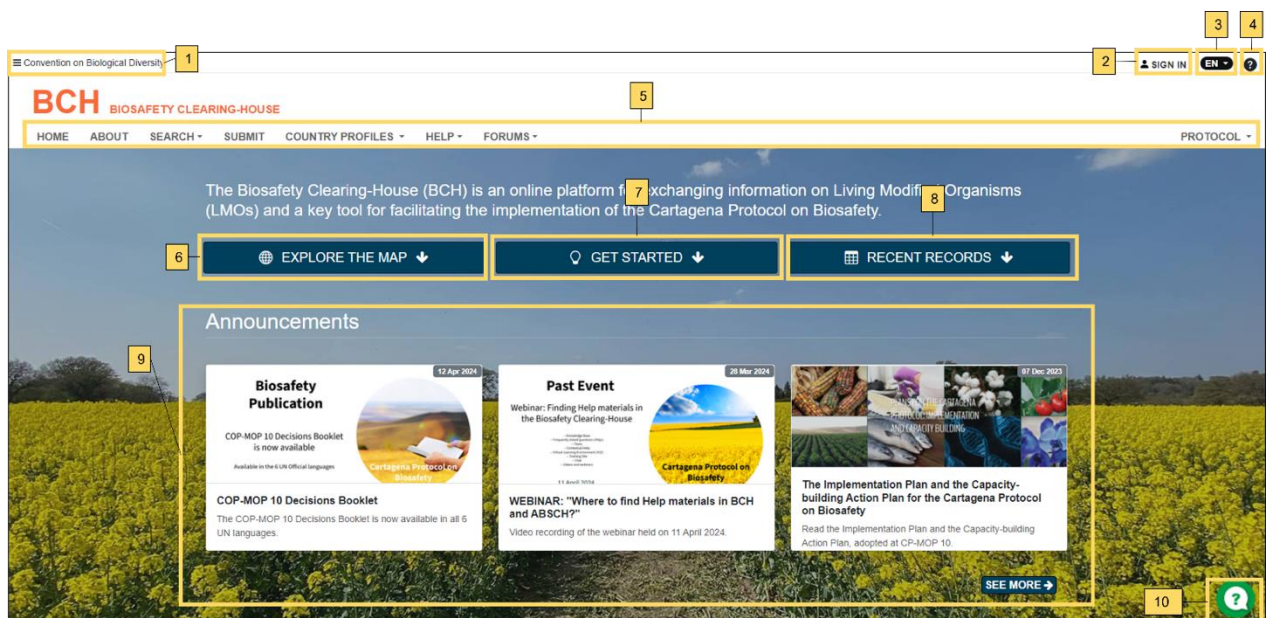 3
4
☰ Convention on Biological Diversity
1
2
SIGN IN
EN
?
BCH BIOSAFETY CLEARING-HOUSE
5
HOME ABOUT SEARCH SUBMIT COUNTRY PROFILES HELP FORUMS PROTOCOL
The Biosafety Clearing-House (BCH) is an online platform for exchanging information on Living Modified Organisms
(LMOs) and a key tool for facilitating the implementation of the Cartagena Protocol on Biosafety.
7
8
6
EXPLORE THE MAP
GET STARTED
RECENT RECORDS
Announcements
9
12 Apr 2024
Biosafety
Publication
COP-MOP 10 Decisions Booklet
is now available
Available in the 6 UN Official languages
Cartagena Protocol on
Biosafety
COP-MOP 10 Decisions Booklet
The COP-MOP 10 Decisions Booklet is now available in all 6
UN languages.
28 Mar 2024
Past Event
Webinar: Finding Help materials in
the Biosafety Clearing-House
11 April 2024
Cartagena Protocol on
Biosafety
WEBINAR: "Where to find Help materials in BCH
and ABSCH?"
Video recording of the webinar held on 11 April 2024.
07 Dec 2023
PROTOCOL IMPLEMENTATION
AND CAPACITY BUILDING
The Implementation Plan and the Capacity-
building Action Plan for the Cartagena Protocol
on Biosafety
Read the Implementation Plan and the Capacity-building
Action Plan, adopted at CP-MOP 10.
SEE MORE
10
?